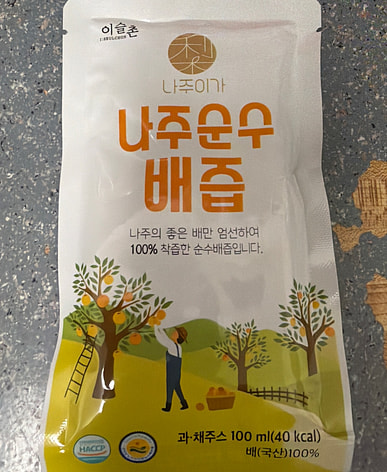 이슬촌
나주이가
나주순수
배즙
나주의 좋은 배만 엄선하여
100% 착즙한 순수배즙입니다.
과·채주스 100 ml(40 kcal)
배(국산)100%
HACCP